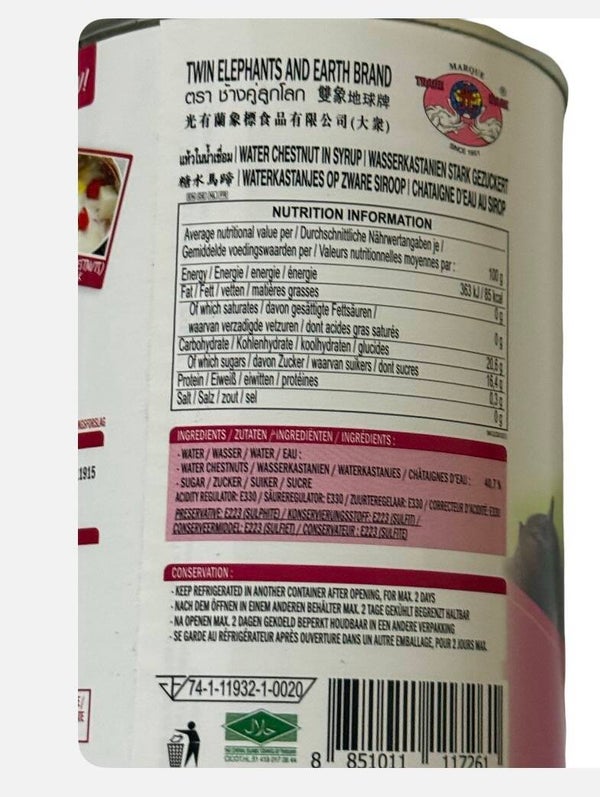 TWIN ELEPHANTS AND EARTH BRAND
ตรา ช้างคู่ลูกโลก 雙象地球牌
光有蘭象標食品有限公司(大衆)
MARQUE
TRADE MARK
SINCE 1951
แห้วในน้ำเชื่อม | WATER CHESTNUT IN SYRUP | WASSERKASTANIEN STARK GEZUCKERT
糖水馬蹄 | WATERKASTANJES OP ZWARE SIROOP | CHATAIGNE D'EAU AU SIROP
NUTRITION INFORMATION
Average nutritional value per / Durchschnittliche Nährwertangaben je /
Gemiddelde voedingswaarden per / Valeurs nutritionnelles moyennes par : 100 g
Energy / Energie / energie / énergie 363 kJ / 85 kcal
Fat / Fett / vetten / matières grasses 0 g
Of which saturates / davon gesättigte Fettsäuren /
waarvan verzadigde vetzuren / dont acides gras saturés 0 g
Carbohydrate / Kohlenhydrate / koolhydraten / glucides 20,6 g
Of which sugars / davon Zucker / waarvan suikers / dont sucres 16,4 g
Protein / Eiweiß / eiwitten / protéines 0,3 g
Salt / Salz / zout / sel 0 g
INGREDIENTS / ZUTATEN / INGREDIËNTEN / INGRÉDIENTS :
- WATER / WASSER / WATER / EAU :
- WATER CHESTNUTS / WASSERKASTANIEN / WATERKASTANJES / CHÂTAIGNES D'EAU : 40,7 %
- SUGAR / ZUCKER / SUIKER / SUCRE
ACIDITY REGULATOR: E330 / SÄUREREGULATOR: E330 / ZUURTEREGELAAR: E330 / CORRECTEUR D'ACIDITÉ: E330
PRESERVATIVE: E223 (SULPHITE) / KONSERVIERUNGSSTOFF: E223 (SULFIT) /
CONSERVEERMIDDEL: E223 (SULFIET) / CONSERVATEUR : E223 (SULFITE)
CONSERVATION :
- KEEP REFRIGERATED IN ANOTHER CONTAINER AFTER OPENING, FOR MAX. 2 DAYS
- NACH DEM ÖFFNEN IN EINEM ANDEREN BEHÄLTER MAX. 2 TAGE GEKÜHLT BEGRENZT HALTBAR
- NA OPENEN MAX. 2 DAGEN GEKOELD BEPERKT HOUDBAAR IN EEN ANDERE VERPAKKING
- SE GARDE AU RÉFRIGÉRATEUR APRÈS OUVERTURE DANS UN AUTRE EMBALLAGE, POUR 2 JOURS MAX.
F/74-1-11932-1-0020/
حلال
8 851011 117261
1915